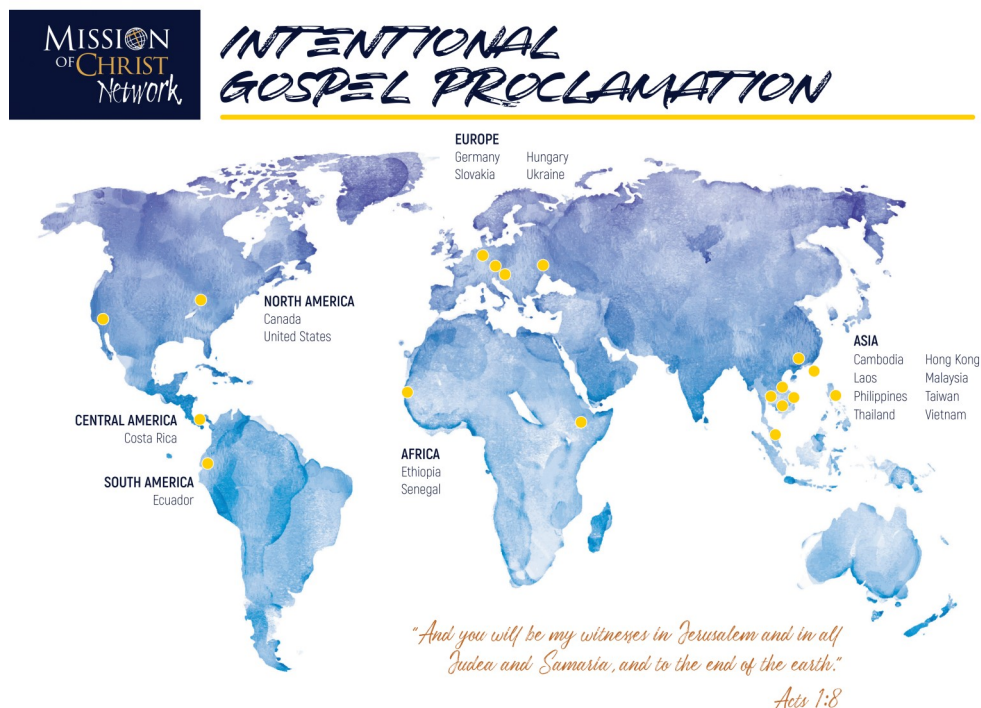 MISSION
OF CHRIST
Network
INTENTIONAL
GOSPEL PROCLAMATION
EUROPE
Germany Hungary
Slovakia Ukraine
NORTH AMERICA
Canada
United States
ASIA
Cambodia Hong Kong
Laos Malaysia
Philippines Taiwan
Thailand Vietnam
CENTRAL AMERICA
Costa Rica
AFRICA
Ethiopia
Senegal
SOUTH AMERICA
Ecuador
"And you will be my witnesses in Jerusalem and in all
Judea and Samaria, and to the end of the earth."
Acts 1:8